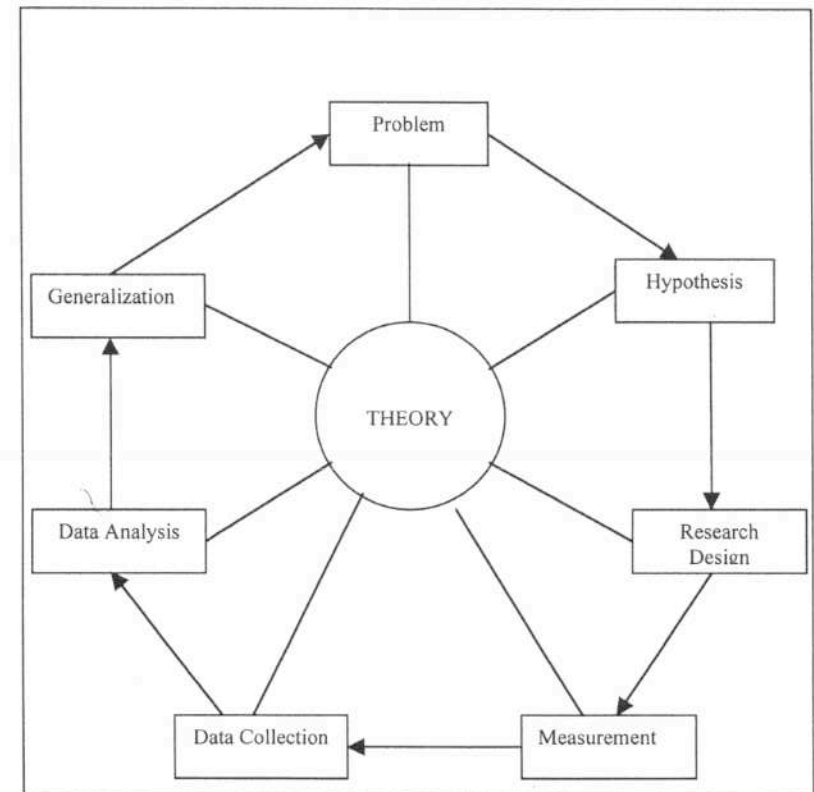 Problem
Hypothesis
Generalization
THEORY
Research
Design
Data Analysis
Measurement
Data Collection